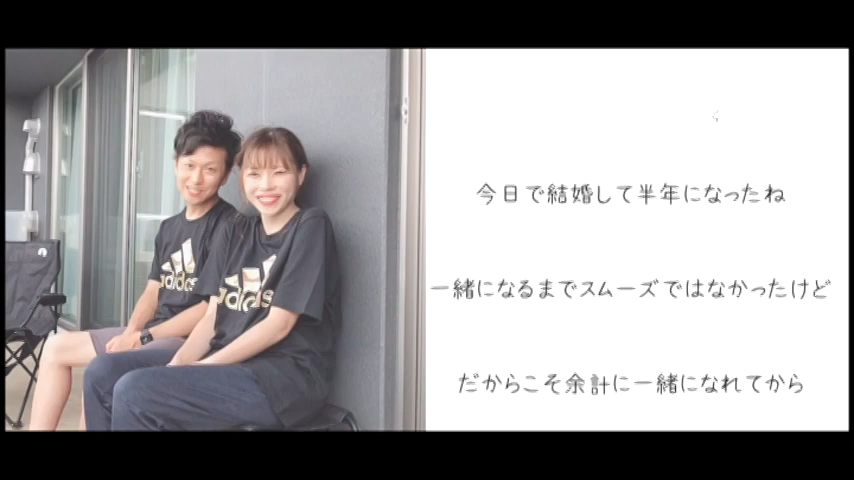 adidas
adidas
今日で結婚して半年になったね
一緒になるまでスムーズではなかったけど
だからこそ余計に一緒になれてから